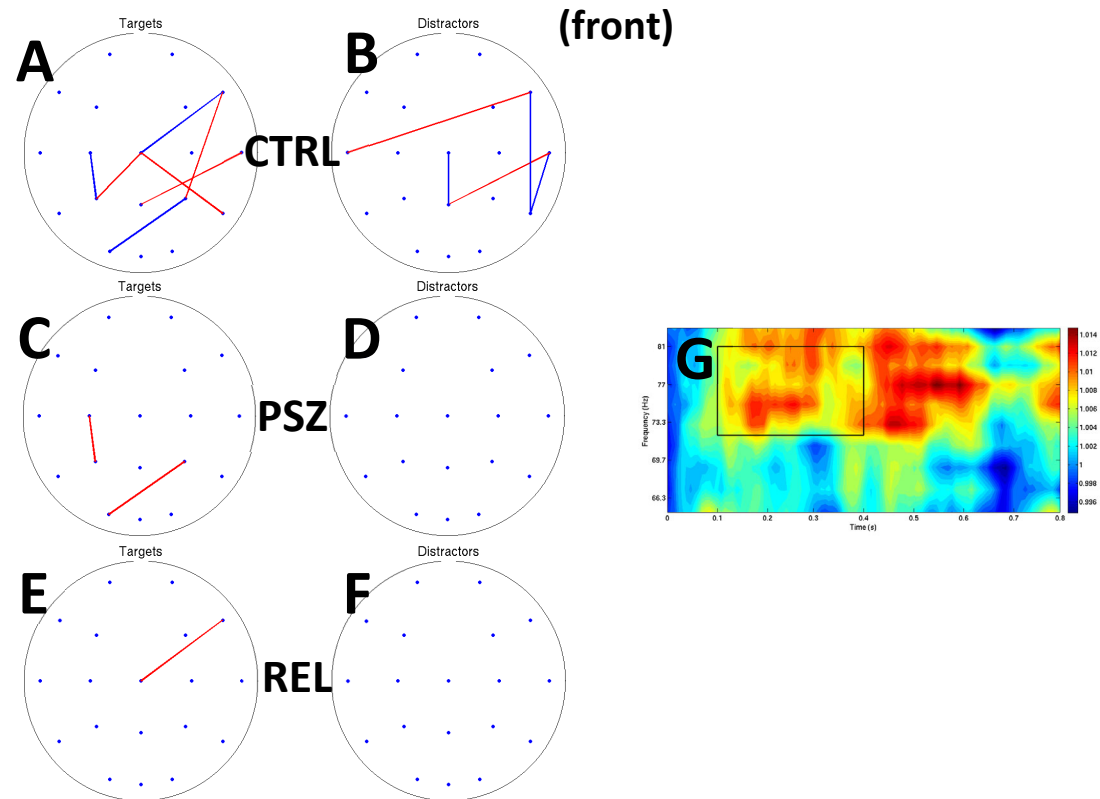 (front)
Targets
Distractors
A
B
CTRL
Targets
Distractors
C
D
PSZ
Targets
Distractors
E
F
REL
G
Frequency (Hz)
81
77
73.3
69.7
66.3
0
0.1
0.2
0.3
0.4
0.5
0.6
0.7
0.8
Time (s)
1.014
1.012
1.01
1.008
1.006
1.004
1.002
1
0.998
0.996